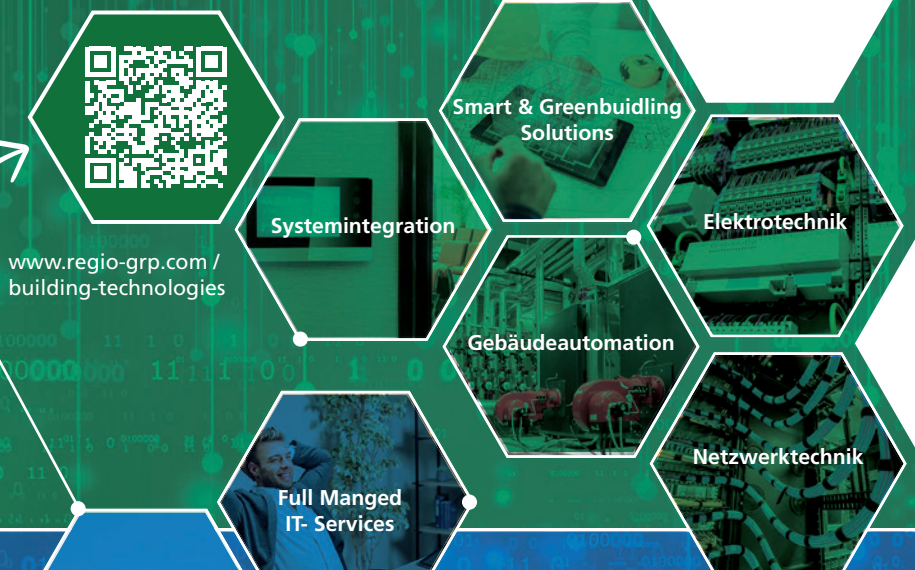 Smart & Greenbuidling
Solutions
Systemintegration
Elektrotechnik
www.regio-grp.com /
building-technologies
Gebäudeautomation
Netzwerktechnik
Full Manged
IT- Services